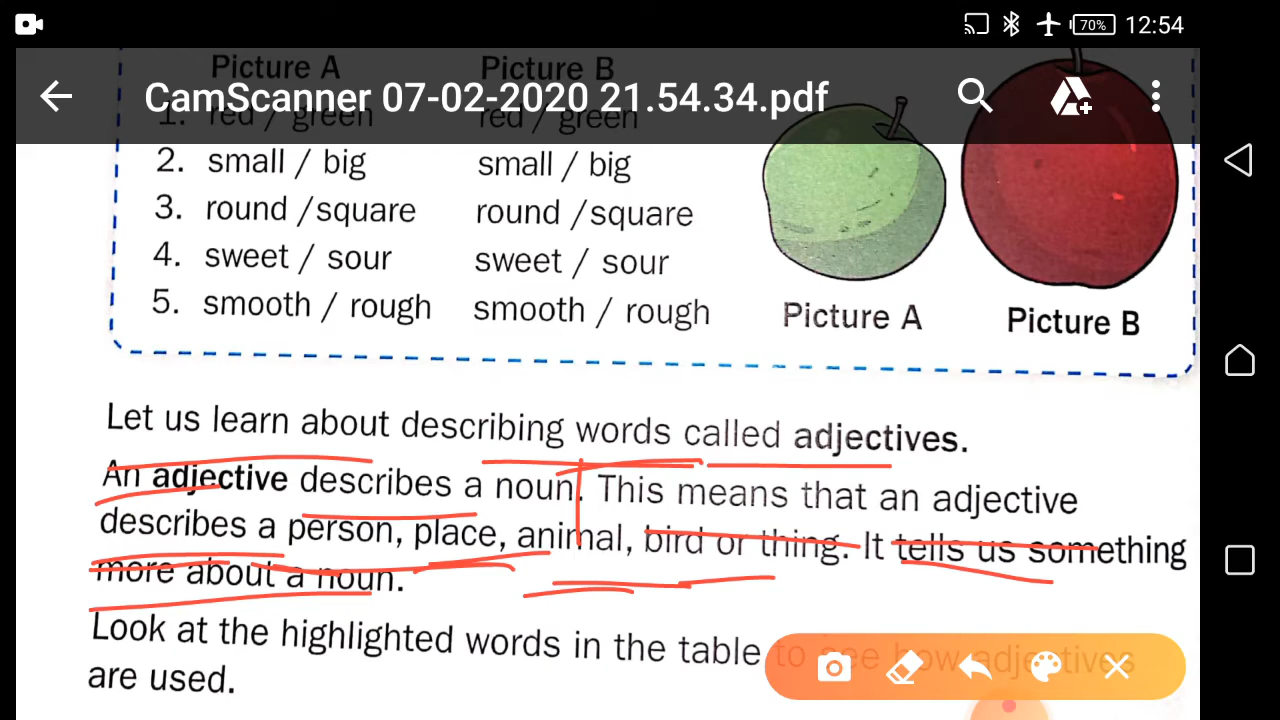 70% 12:54
Picture A Picture B
CamScanner 07-02-2020 21.54.34.pdf
1. red / green red / green
2. small / big small / big
3. round /square round /square
4. sweet / sour sweet / sour
5. smooth / rough smooth / rough
Picture A Picture B
Let us learn about describing words called adjectives.
An adjective describes a noun. This means that an adjective
describes a person, place, animal, bird or thing. It tells us something
more about a noun.
Look at the highlighted words in the table to see how adjectives
are used.